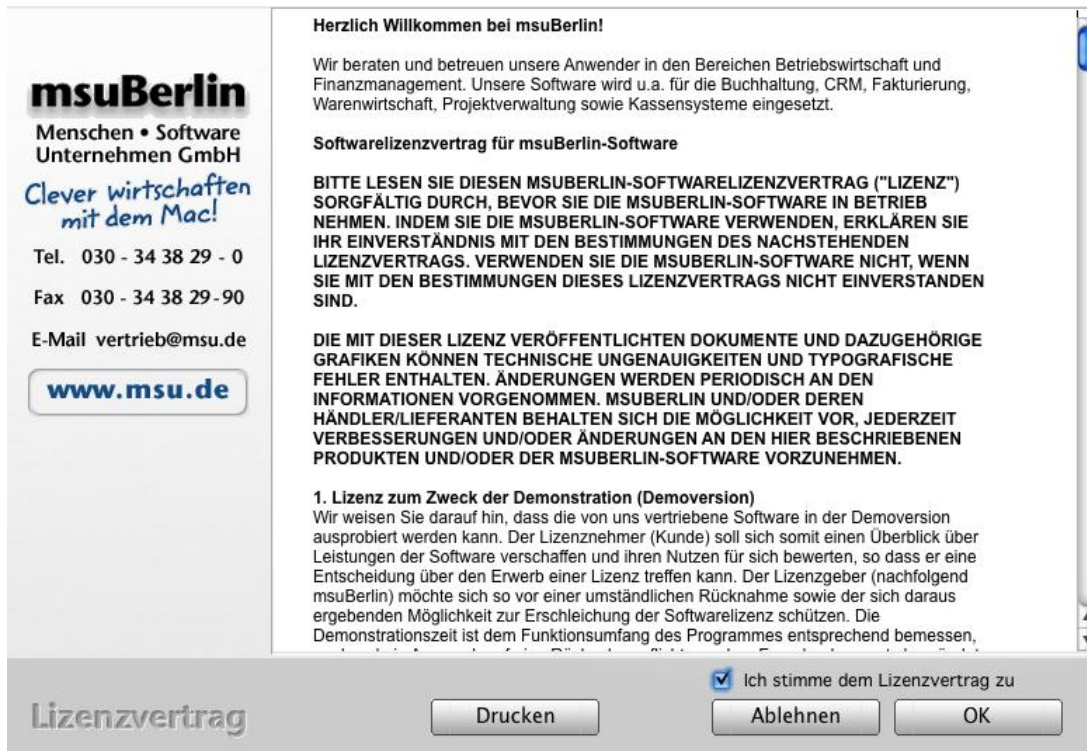 msuBerlin
Menschen • Software
Unternehmen GmbH
Clever wirtschaften
mit dem Mac!
Tel. 030 - 34 38 29 - 0
Fax 030 - 34 38 29-90
E-Mail vertrieb@msu.de
www.msu.de
Herzlich Willkommen bei msuBerlin!
Wir beraten und betreuen unsere Anwender in den Bereichen Betriebswirtschaft und
Finanzmanagement. Unsere Software wird u.a. für die Buchhaltung, CRM, Fakturierung,
Warenwirtschaft, Projektverwaltung sowie Kassensysteme eingesetzt.
Softwarelizenzvertrag für msuBerlin-Software
BITTE LESEN SIE DIESEN MSUBERLIN-SOFTWARELIZENZVERTRAG ("LIZENZ")
SORGFÄLTIG DURCH, BEVOR SIE DIE MSUBERLIN-SOFTWARE IN BETRIEB
NEHMEN. INDEM SIE DIE MSUBERLIN-SOFTWARE VERWENDEN, ERKLÄREN SIE
IHR EINVERSTÄNDNIS MIT DEN BESTIMMUNGEN DES NACHSTEHENDEN
LIZENZVERTRAGS. VERWENDEN SIE DIE MSUBERLIN-SOFTWARE NICHT, WENN
SIE MIT DEN BESTIMMUNGEN DIESES LIZENZVERTRAGS NICHT EINVERSTANDEN
SIND.
DIE MIT DIESER LIZENZ VERÖFFENTLICHTEN DOKUMENTE UND DAZUGEHÖRIGE
GRAFIKEN KÖNNEN TECHNISCHE UNGENAUIGKEITEN UND TYPOGRAFISCHE
FEHLER ENTHALTEN. ÄNDERUNGEN WERDEN PERIODISCH AN DEN
INFORMATIONEN VORGENOMMEN. MSUBERLIN UND/ODER DEREN
HÄNDLER/LIEFERANTEN BEHALTEN SICH DIE MÖGLICHKEIT VOR, JEDERZEIT
VERBESSERUNGEN UND/ODER ÄNDERUNGEN AN DEN HIER BESCHRIEBENEN
PRODUKTEN UND/ODER DER MSUBERLIN-SOFTWARE VORZUNEHMEN.
1. Lizenz zum Zweck der Demonstration (Demoversion)
Wir weisen Sie darauf hin, dass die von uns vertriebene Software in der Demoversion
ausprobiert werden kann. Der Lizenznehmer (Kunde) soll sich somit einen Überblick über
Leistungen der Software verschaffen und ihren Nutzen für sich bewerten, so dass er eine
Entscheidung über den Erwerb einer Lizenz treffen kann. Der Lizenzgeber (nachfolgend
msuBerlin) möchte sich so vor einer umständlichen Rücknahme sowie der sich daraus
ergebenden Möglichkeit zur Erschleichung der Softwarelizenz schützen. Die
Demonstrationszeit ist dem Funktionsumfang des Programmes entsprechend bemessen,
Ich stimme dem Lizenzvertrag zu
Lizenzvertrag
Drucken
Ablehnen
OK